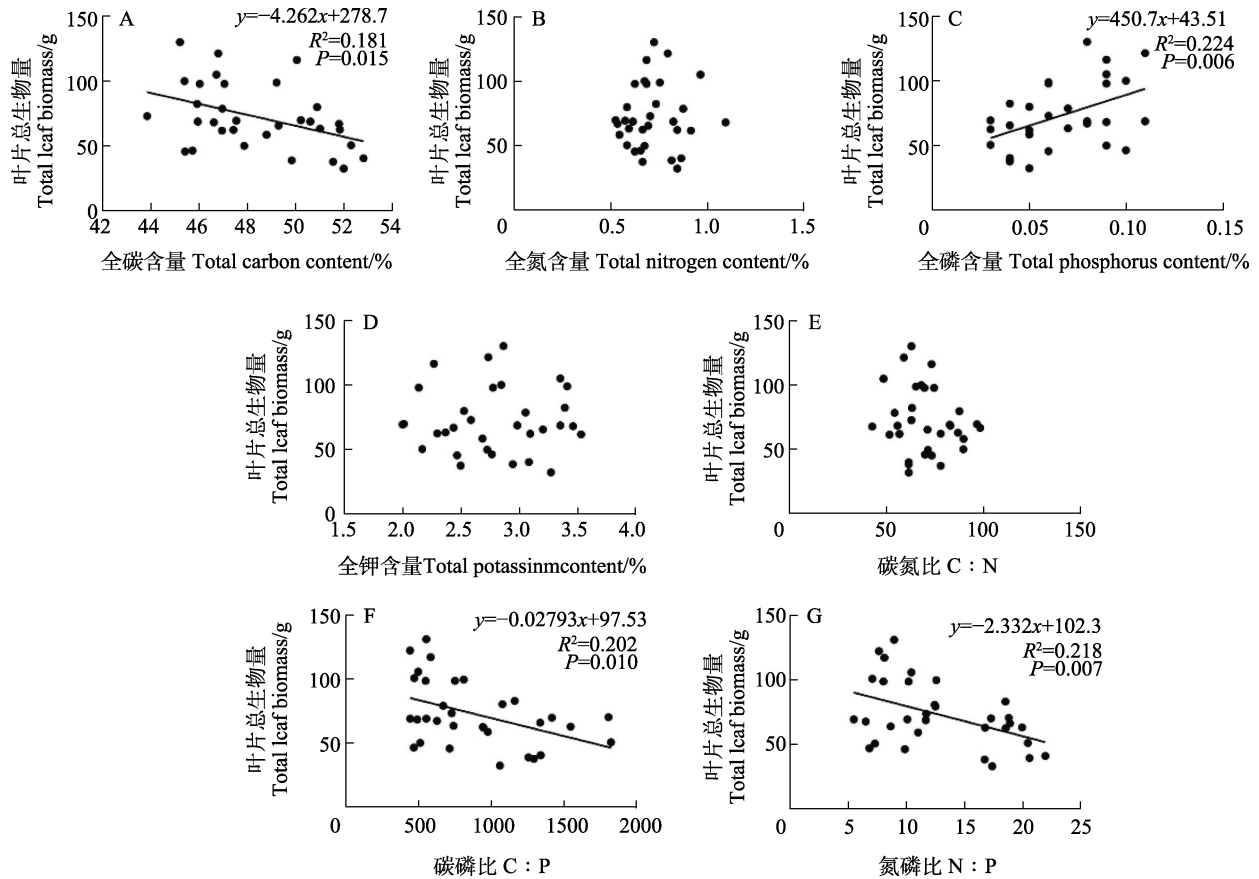 A
y=−4.262x+278.7
R²=0.181
P=0.015
150
100
50
0
42 44 46 48 50 52 54
叶片总生物量/g
Total lcaf biomass/g
全碳含量 Total carbon content/%
B
150
100
50
0
0.5 1.0 1.5
叶片总生物量/g
Total lcaf biomass/g
全氮含量 Total nitrogen content/%
C
y=450.7x+43.51
R²=0.224
P=0.006
150
100
50
0 0.05 0.10 0.15
叶片总生物量/g
Total lcaf biomass/g
全磷含量 Total phosphorus content/%
D
150
100
50
0
1.5 2.0 2.5 3.0 3.5 4.0
叶片总生物量/g
Total lcaf biomass/g
全钾含量Total potassinmcontent/%
E
150
100
50
0
50 100 150
叶片总生物量/g
Total lcaf biomass/g
碳氮比 C∶N
F
y=−0.02793x+97.53
R²=0.202
P=0.010
150
100
50
0 500 1000 1500 2000
叶片总生物量/g
Total lcaf biomass/g
碳磷比 C∶P
G
y=−2.332x+102.3
R²=0.218
P=0.007
150
100
50
0 5 10 15 20 25
叶片总生物量/g
Total lcaf biomass/g
氮磷比 N∶P